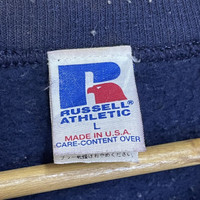 R
RUSSELL
ATHLETIC
L
MADE IN U.S.A.
CARE-CONTENT OVER